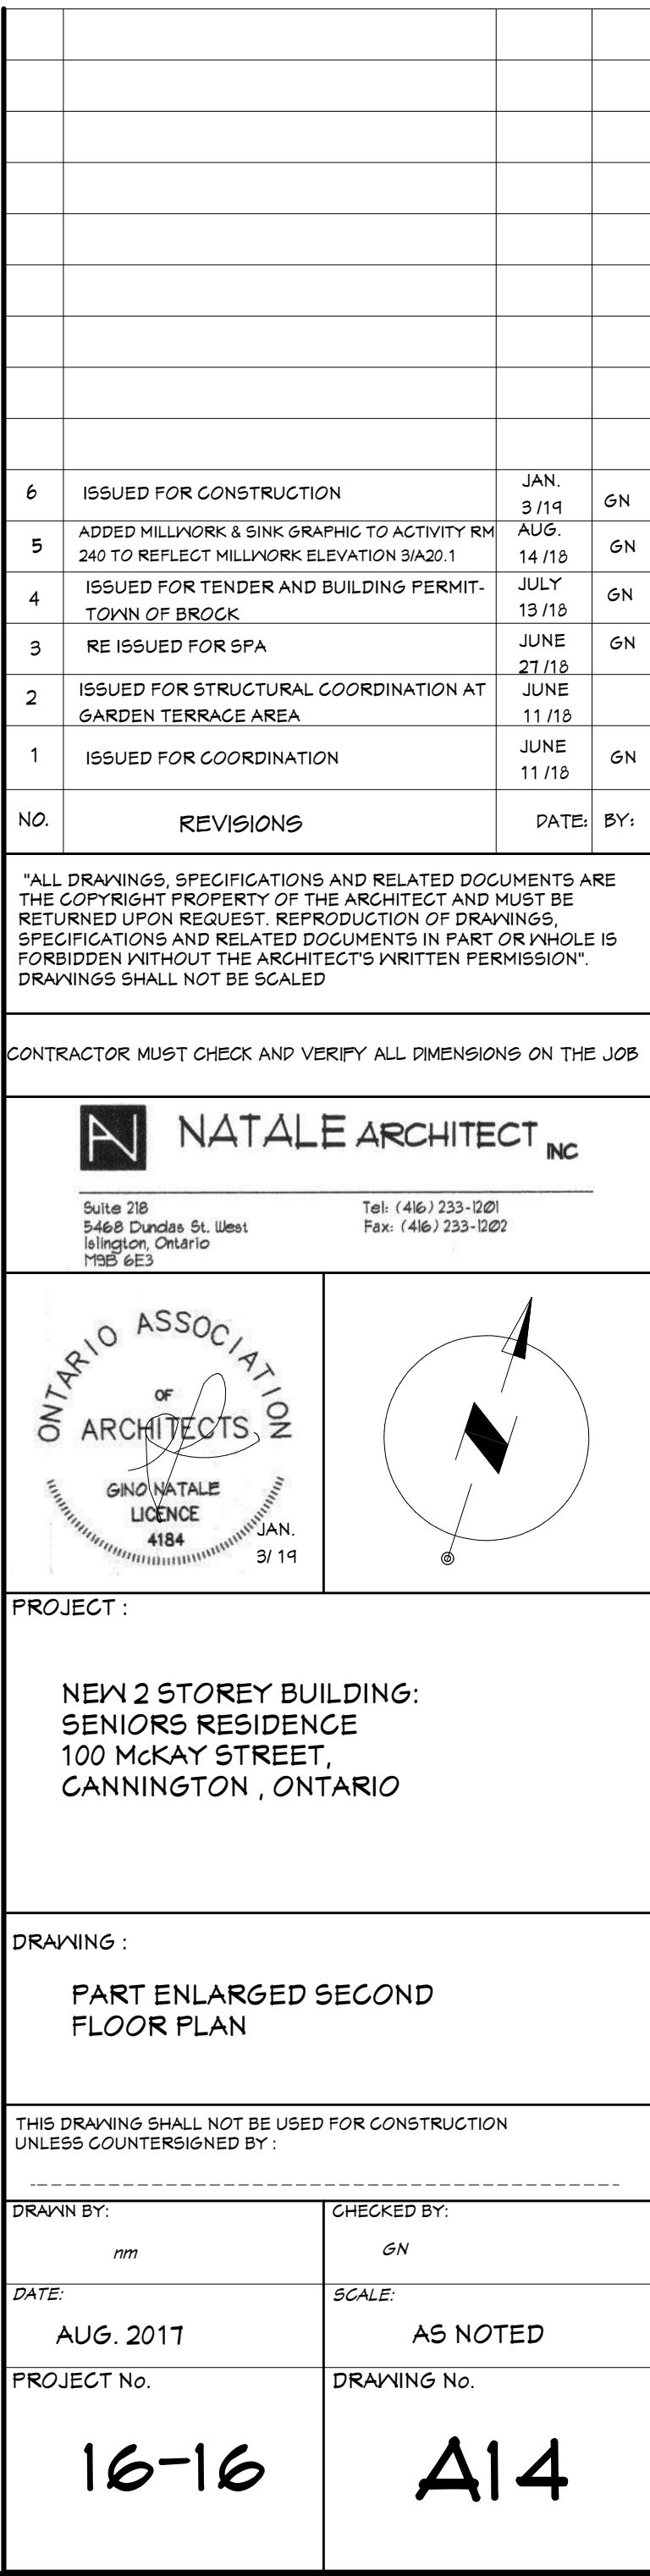 6 ISSUED FOR CONSTRUCTION JAN. 3 /19 GN
5 ADDED MILLWORK & SINK GRAPHIC TO ACTIVITY RM
240 TO REFLECT MILLWORK ELEVATION 3/A20.1 AUG. 14 /18 GN
4 ISSUED FOR TENDER AND BUILDING PERMIT-
TOWN OF BROCK JULY 13 /18 GN
3 RE ISSUED FOR SPA JUNE 27 /18 GN
2 ISSUED FOR STRUCTURAL COORDINATION AT
GARDEN TERRACE AREA JUNE 11 /18
1 ISSUED FOR COORDINATION JUNE 11 /18 GN
NO. REVISIONS DATE: BY:
"ALL DRAWINGS, SPECIFICATIONS AND RELATED DOCUMENTS ARE
THE COPYRIGHT PROPERTY OF THE ARCHITECT AND MUST BE
RETURNED UPON REQUEST. REPRODUCTION OF DRAWINGS,
SPECIFICATIONS AND RELATED DOCUMENTS IN PART OR WHOLE IS
FORBIDDEN WITHOUT THE ARCHITECT'S WRITTEN PERMISSION".
DRAWINGS SHALL NOT BE SCALED
CONTRACTOR MUST CHECK AND VERIFY ALL DIMENSIONS ON THE JOB
NATALE ARCHITECT INC
Suite 218
5468 Dundas St. West
Islington, Ontario
M9B 6E3
Tel: (416) 233-1201
Fax: (416) 233-1202
ONTARIO ASSOCIATION
OF
ARCHITECTS
GINO NATALE
LICENCE
4184
JAN.
3/ 19
N
PROJECT :
NEW 2 STOREY BUILDING:
SENIORS RESIDENCE
100 McKAY STREET,
CANNINGTON , ONTARIO
DRAWING :
PART ENLARGED SECOND
FLOOR PLAN
THIS DRAWING SHALL NOT BE USED FOR CONSTRUCTION
UNLESS COUNTERSIGNED BY :
DRAWN BY:
nm
CHECKED BY:
GN
DATE:
AUG. 2017
SCALE:
AS NOTED
PROJECT No.
16-16
DRAWING No.
A14